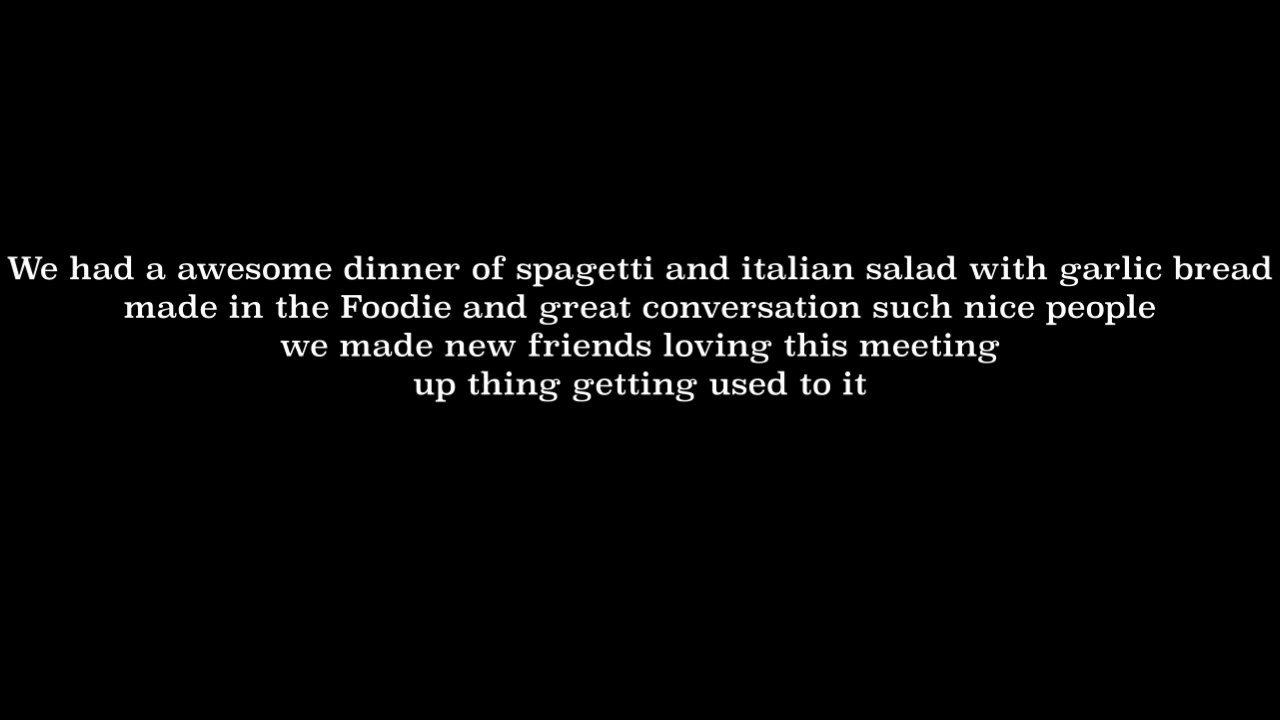 We had a awesome dinner of spagetti and italian salad with garlic bread
made in the Foodie and great conversation such nice people
we made new friends loving this meeting
up thing getting used to it